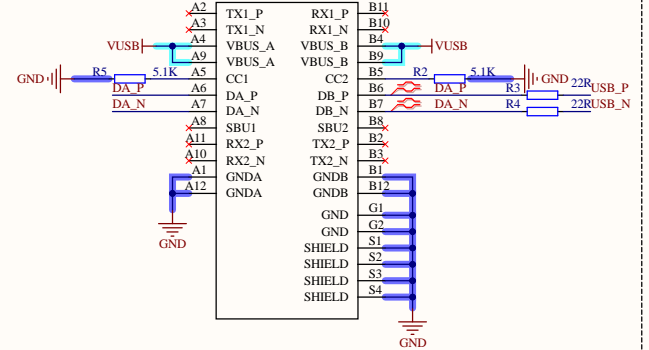 A2 TX1_P RX1_P B11
A3 TX1_N RX1_N B10
VUSB A4 VBUS_A VBUS_B B4 VUSB
A9 VBUS_A VBUS_B B9
GND R5 5.1K A5 CC1 CC2 B5 R2 5.1K GND
DA_P A6 DA_P DB_P B6 DA_P R3 22R USB_P
DA_N A7 DA_N DB_N B7 DA_N R4 22R USB_N
A8 SBU1 SBU2 B8
A11 RX2_P TX2_P B2
A10 RX2_N TX2_N B3
A1 GNDA GNDB B1
A12 GNDA GNDB B12
GND G1
GND G2
SHIELD S1
SHIELD S2
SHIELD S3
SHIELD S4
GND
GND